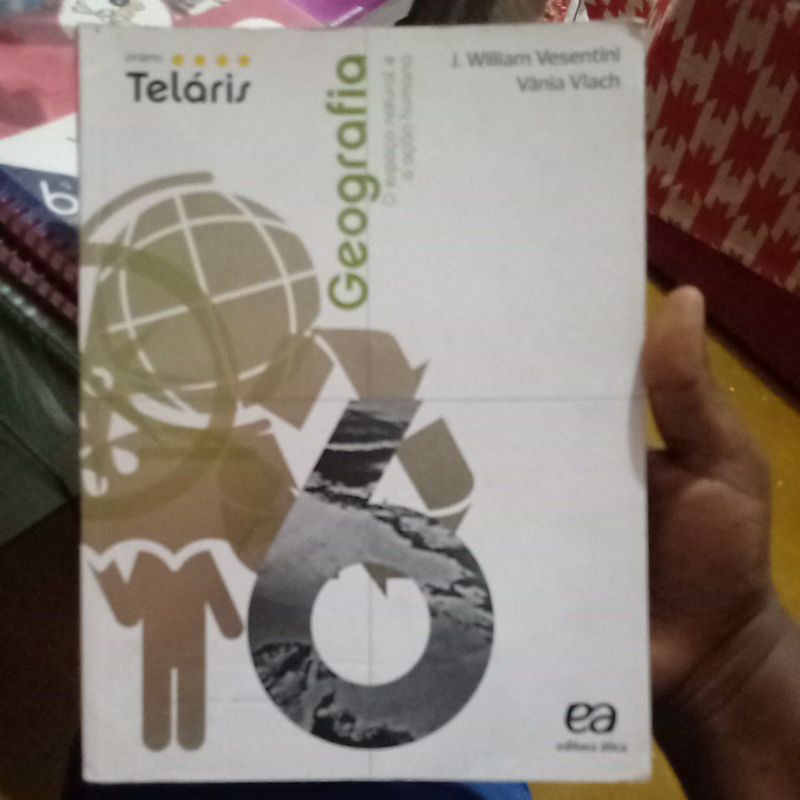 projeto
Teláris
Geografia
O espaço natural e
a ação humana
J. William Vesentini
Vânia Vlach
6
ea
editora ática